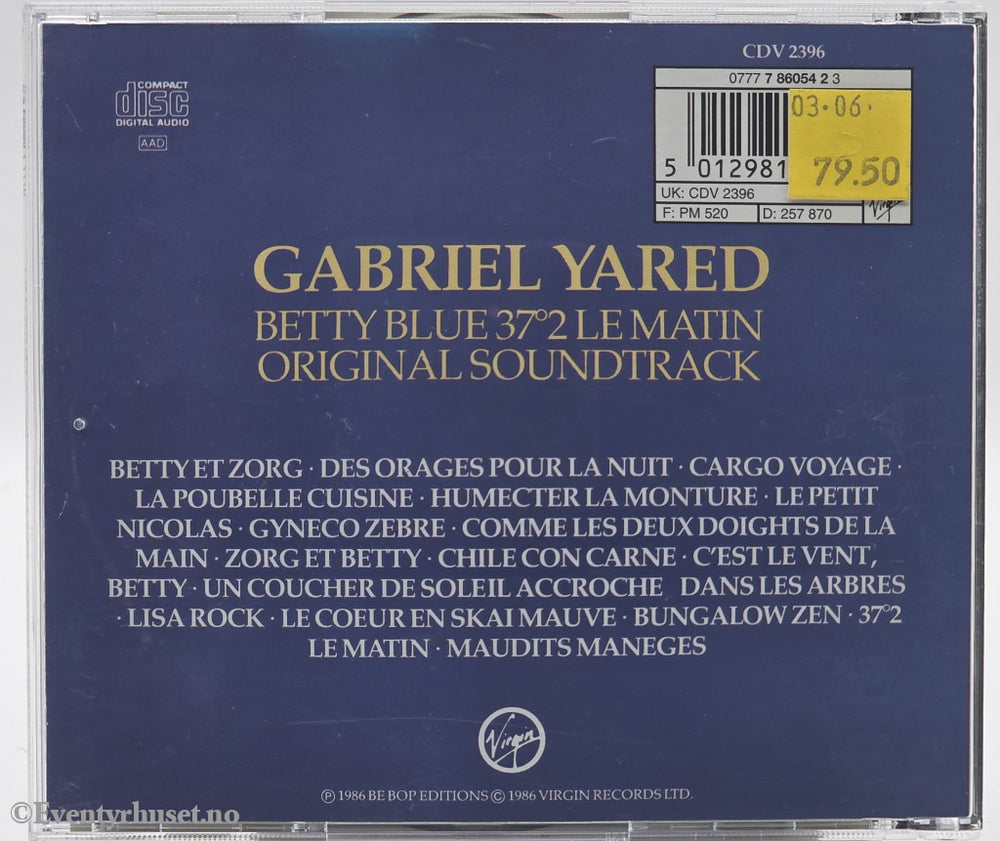 CDV 2396
COMPACT
disc
DIGITAL AUDIO
AAD
0777 7 86054 2 3
03·06·
79.50
5 012981
UK: CDV 2396
F: PM 520 D: 257 870
Virgin
GABRIEL YARED
BETTY BLUE 37°2 LE MATIN
ORIGINAL SOUNDTRACK
BETTY ET ZORG · DES ORAGES POUR LA NUIT · CARGO VOYAGE ·
LA POUBELLE CUISINE · HUMECTER LA MONTURE · LE PETIT
NICOLAS · GYNECO ZEBRE · COMME LES DEUX DOIGHTS DE LA
MAIN · ZORG ET BETTY · CHILE CON CARNE · C'EST LE VENT,
BETTY · UN COUCHER DE SOLEIL ACCROCHE DANS LES ARBRES
· LISA ROCK · LE COEUR EN SKAI MAUVE · BUNGALOW ZEN · 37°2
LE MATIN · MAUDITS MANEGES
Virgin
℗ 1986 BE BOP EDITIONS © 1986 VIRGIN RECORDS LTD.
©Eventyrhuset.no